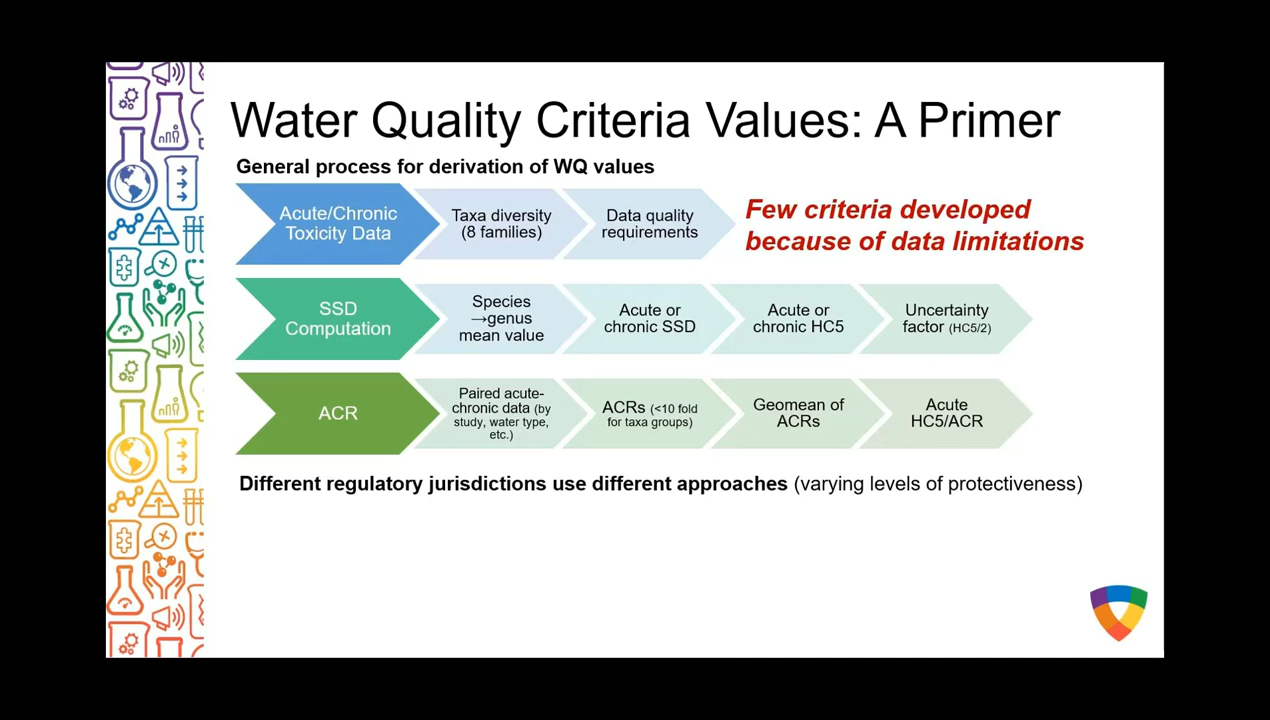 Water Quality Criteria Values: A Primer
General process for derivation of WQ values
Acute/Chronic
Toxicity Data
Taxa diversity
(8 families)
Data quality
requirements
Few criteria developed
because of data limitations
SSD
Computation
Species
→genus
mean value
Acute or
chronic SSD
Acute or
chronic HC5
Uncertainty
factor (HC5/2)
ACR
Paired acute-
chronic data (by
study, water type,
etc.)
ACRs (<10 fold
for taxa groups)
Geomean of
ACRs
Acute
HC5/ACR
Different regulatory jurisdictions use different approaches (varying levels of protectiveness)